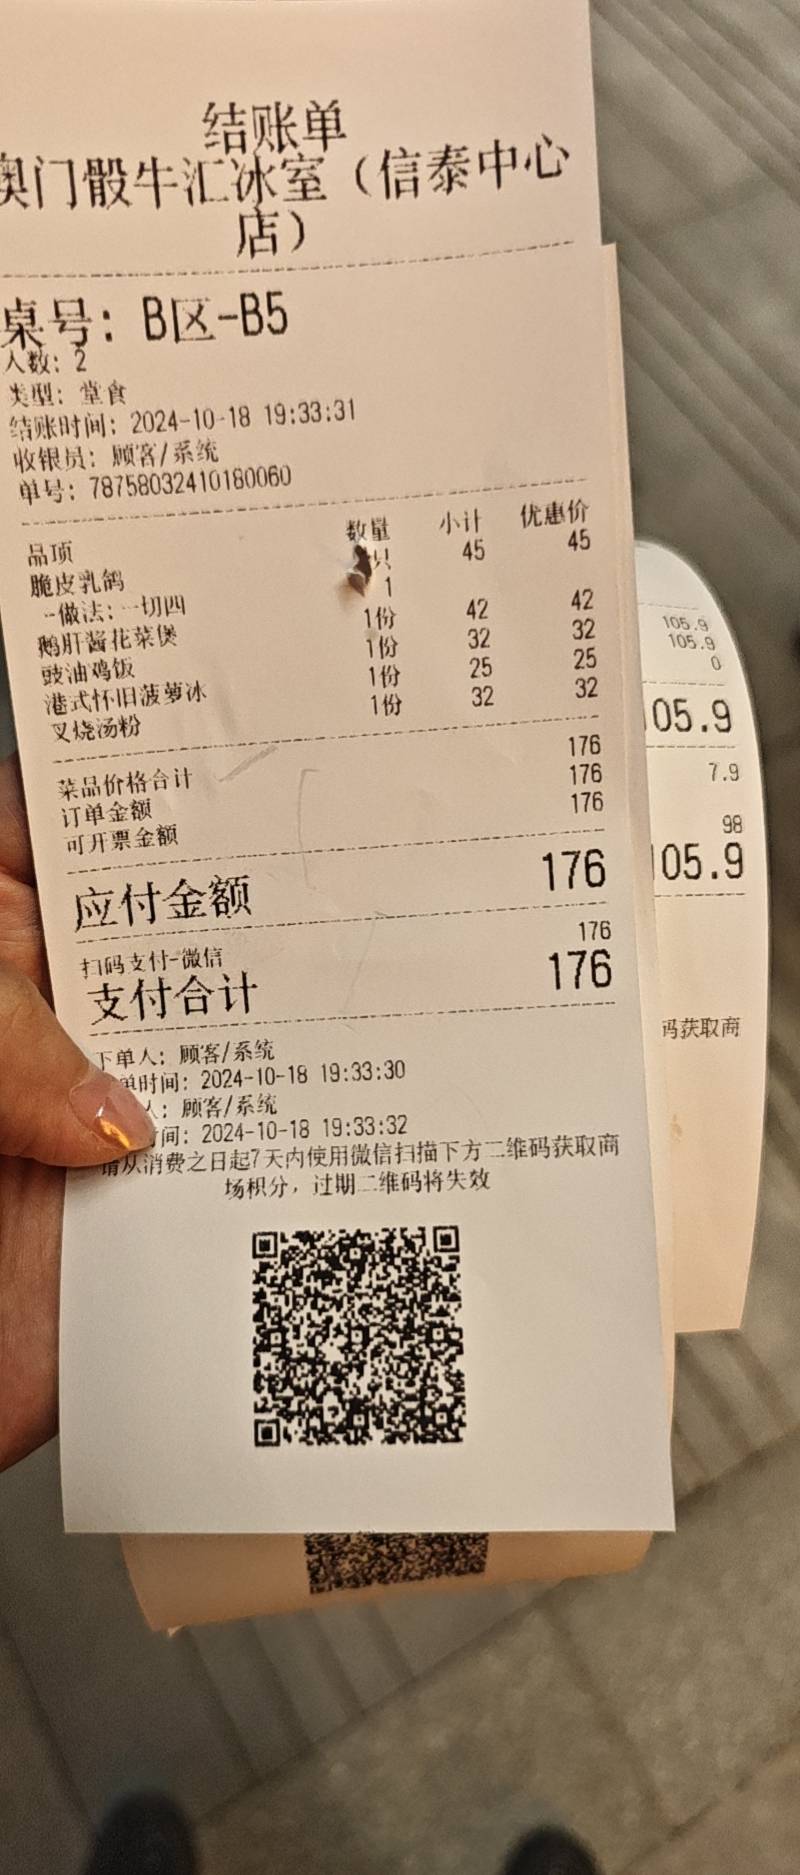 结账单
澳门骰牛汇冰室（信泰中心
店）
桌号：B区-B5
人数：2
类型：堂食
结账时间：2024-10-18 19:33:31
收银员：顾客/系统
单号：78758032410180060
品项 数量 小计 优惠价
脆皮乳鸽 只 45 45
-做法：一切四 1
鹅肝酱花菜煲 1份 42 42
豉油鸡饭 1份 32 32
港式怀旧菠萝冰 1份 25 25
叉烧汤粉 1份 32 32
菜品价格合计 176
订单金额 176
可开票金额 176
应付金额 176
扫码支付-微信 176
支付合计 176
下单人：顾客/系统
单时间：2024-10-18 19:33:30
人：顾客/系统
时间：2024-10-18 19:33:32
请从消费之日起7天内使用微信扫描下方二维码获取商
场积分，过期二维码将失效
105.9
105.9
0
105.9
7.9
98
105.9
码获取商